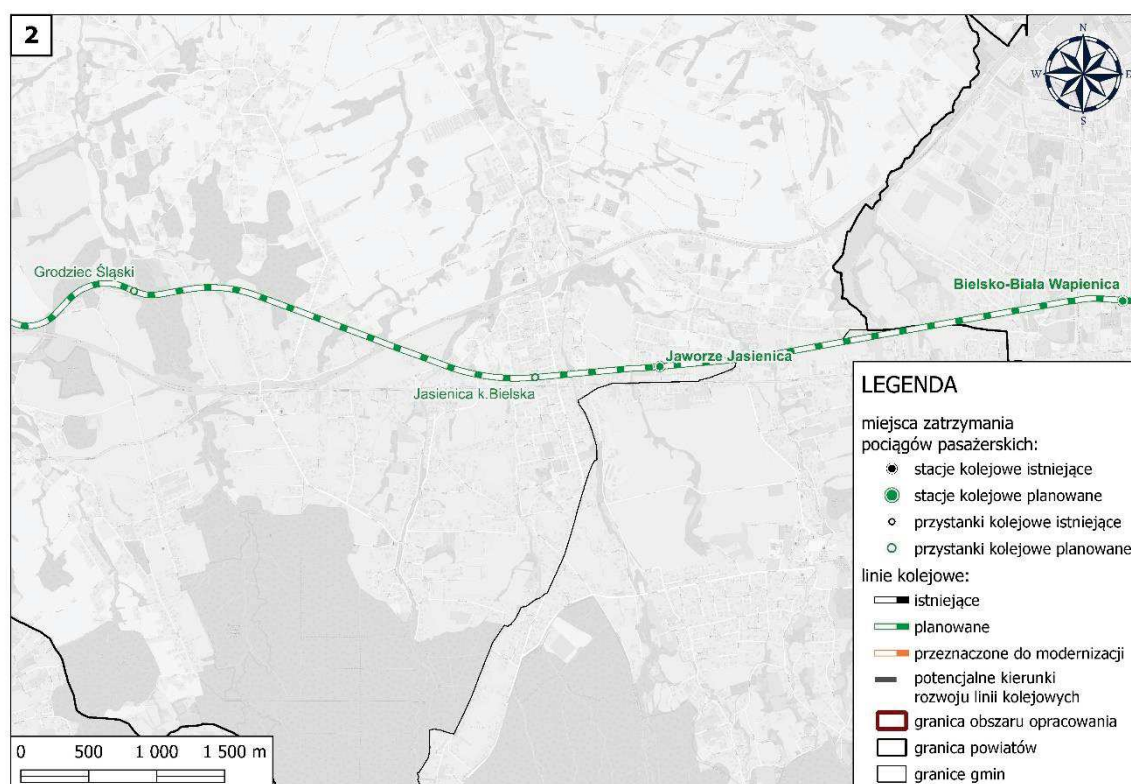 2
N
W
E
S
Grodziec Śląski
Bielsko-Biała Wapienica
Jaworze Jasienica
Jasienica k.Bielska
LEGENDA
miejsca zatrzymania
pociągów pasażerskich:
stacje kolejowe istniejące
stacje kolejowe planowane
przystanki kolejowe istniejące
przystanki kolejowe planowane
linie kolejowe:
istniejące
planowane
przeznaczone do modernizacji
potencjalne kierunki
rozwoju linii kolejowych
granica obszaru opracowania
granica powiatów
granice gmin
0 500 1 000 1 500 m